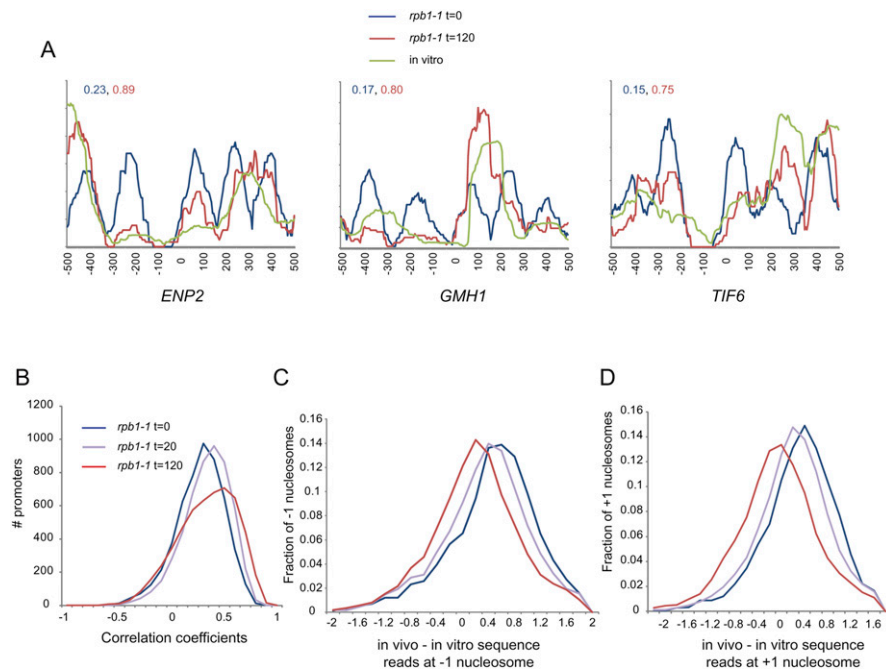 rpb1-1 t=0
rpb1-1 t=120
in vitro
A
0.23, 0.89
0.17, 0.80
0.15, 0.75
-500 -400 -300 -200 -100 0 100 200 300 400 500
-500 -400 -300 -200 -100 0 100 200 300 400 500
-500 -400 -300 -200 -100 0 100 200 300 400 500
ENP2
GMH1
TIF6
B
1200
1000
800
600
400
200
0
# promoters
rpb1-1 t=0
rpb1-1 t=20
rpb1-1 t=120
-1 -0.5 0 0.5 1
Correlation coefficients
C
0.16
0.14
0.12
0.1
0.08
0.06
0.04
0.02
0
Fraction of -1 nucleosomes
-2 -1.6 -1.2 -0.8 -0.4 0 0.4 0.8 1.2 1.6 2
in vivo - in vitro sequence
reads at -1 nucleosome
D
0.16
0.14
0.12
0.1
0.08
0.06
0.04
0.02
0
Fraction of +1 nucleosomes
-2 -1.6 -1.2 -0.8 -0.4 0 0.4 0.8 1.2 1.6
in vivo - in vitro sequence
reads at +1 nucleosome